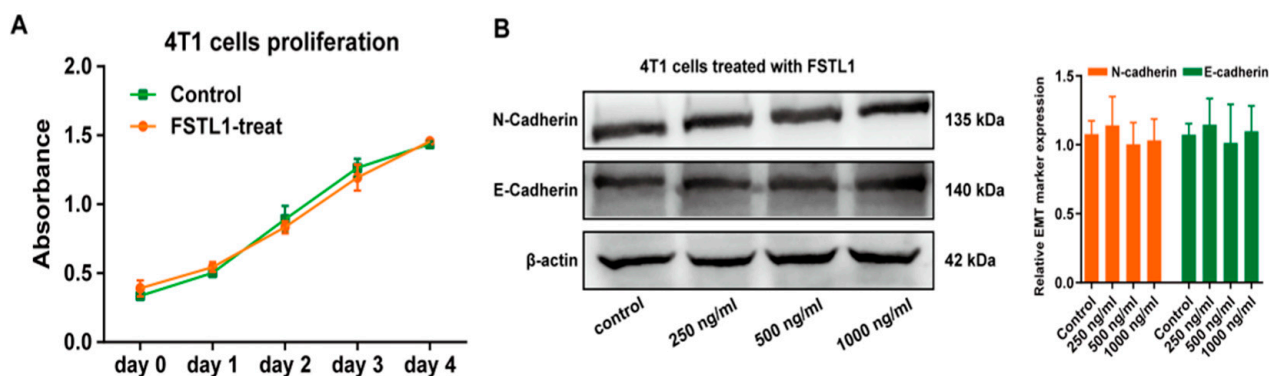 A
4T1 cells proliferation
2.0
1.5
1.0
0.5
0.0
Absorbance
Control
FSTL1-treat
day 0 day 1 day 2 day 3 day 4
B
4T1 cells treated with FSTL1
N-Cadherin 135 kDa
E-Cadherin 140 kDa
β-actin 42 kDa
control 250 ng/ml 500 ng/ml 1000 ng/ml
N-cadherin E-cadherin
1.5
1.0
0.5
0.0
Relative EMT marker expression
Control 250 ng/ml 500 ng/ml 1000 ng/ml Control 250 ng/ml 500 ng/ml 1000 ng/ml